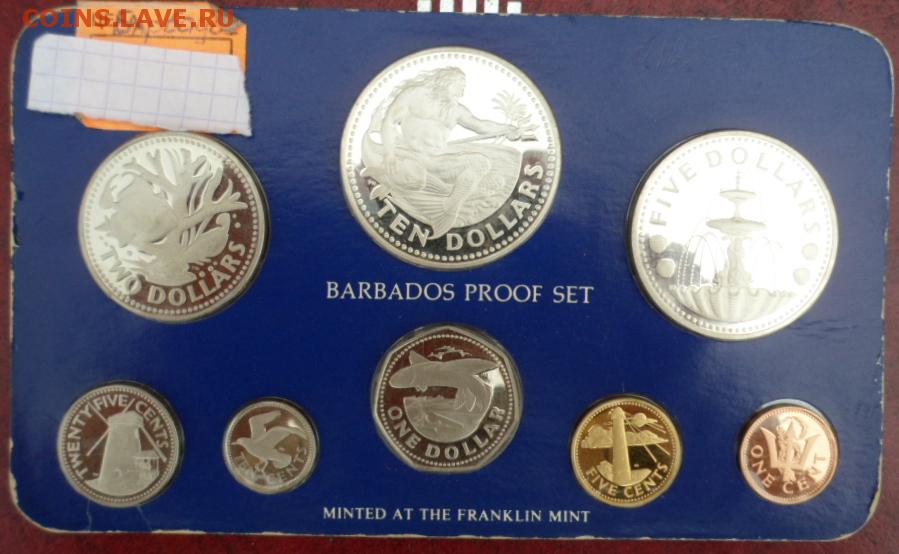 COINS.LAVE.RU
TWO DOLLARS
TEN DOLLARS
FIVE DOLLARS
BARBADOS PROOF SET
TWENTY FIVE CENTS
TEN CENTS
ONE DOLLAR
FIVE CENTS
ONE CENT
MINTED AT THE FRANKLIN MINT